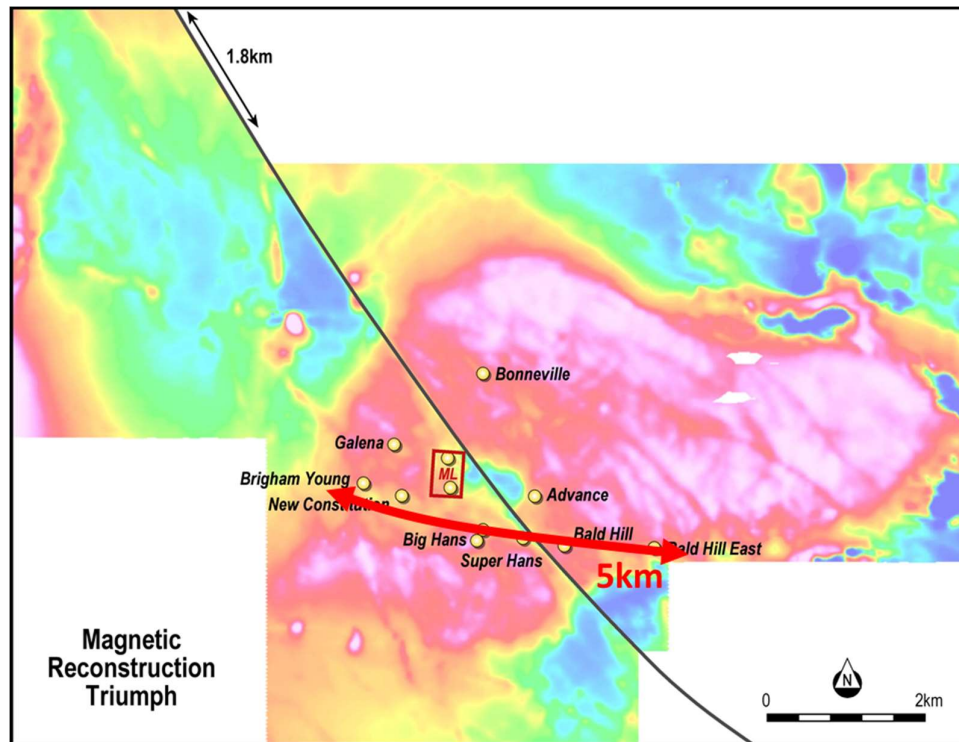 1.8km
Bonneville
Galena
ML
Brigham Young
New Constitution
Advance
Big Hans
Bald Hill
Super Hans
Bald Hill East
5km
Magnetic
Reconstruction
Triumph
N
0 2km